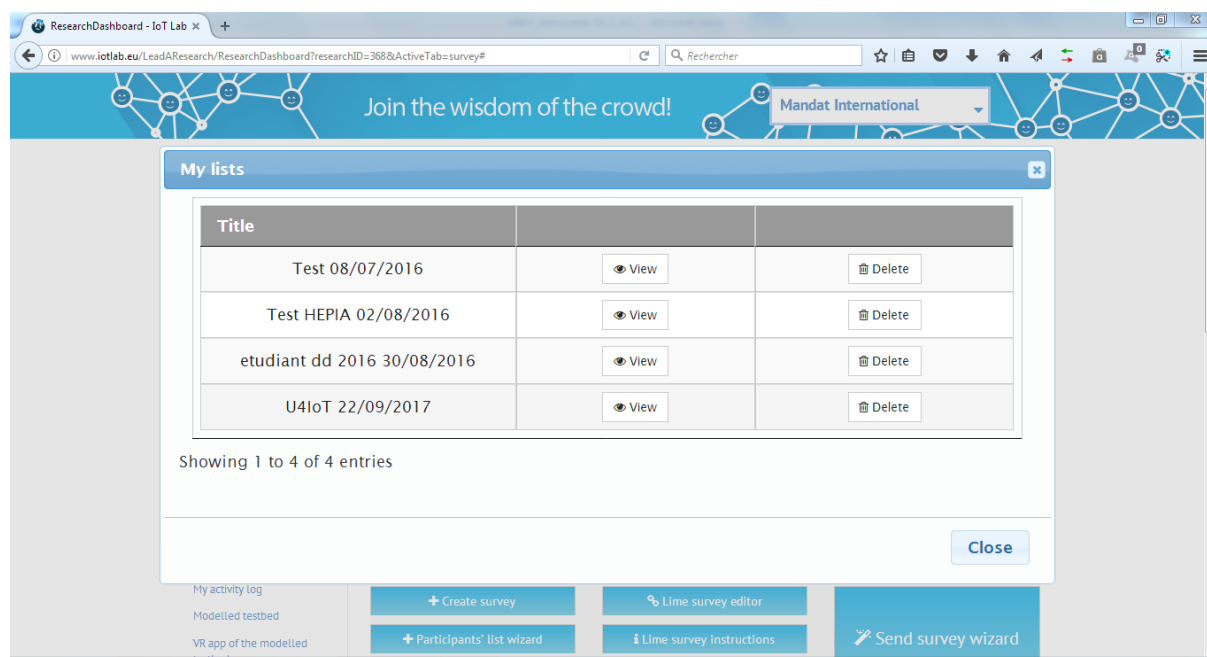 ResearchDashboard - IoT Lab
www.iotlab.eu/LeadAResearch/ResearchDashboard?researchID=368&ActiveTab=survey#
Rechercher
0
Join the wisdom of the crowd!
Mandat International
My lists
Title
Test 08/07/2016 View Delete
Test HEPIA 02/08/2016 View Delete
etudiant dd 2016 30/08/2016 View Delete
U4IoT 22/09/2017 View Delete
Showing 1 to 4 of 4 entries
Close
My activity log
Create survey
Lime survey editor
Modelled testbed
Participants' list wizard
Lime survey instructions
Send survey wizard
VR app of the modelled